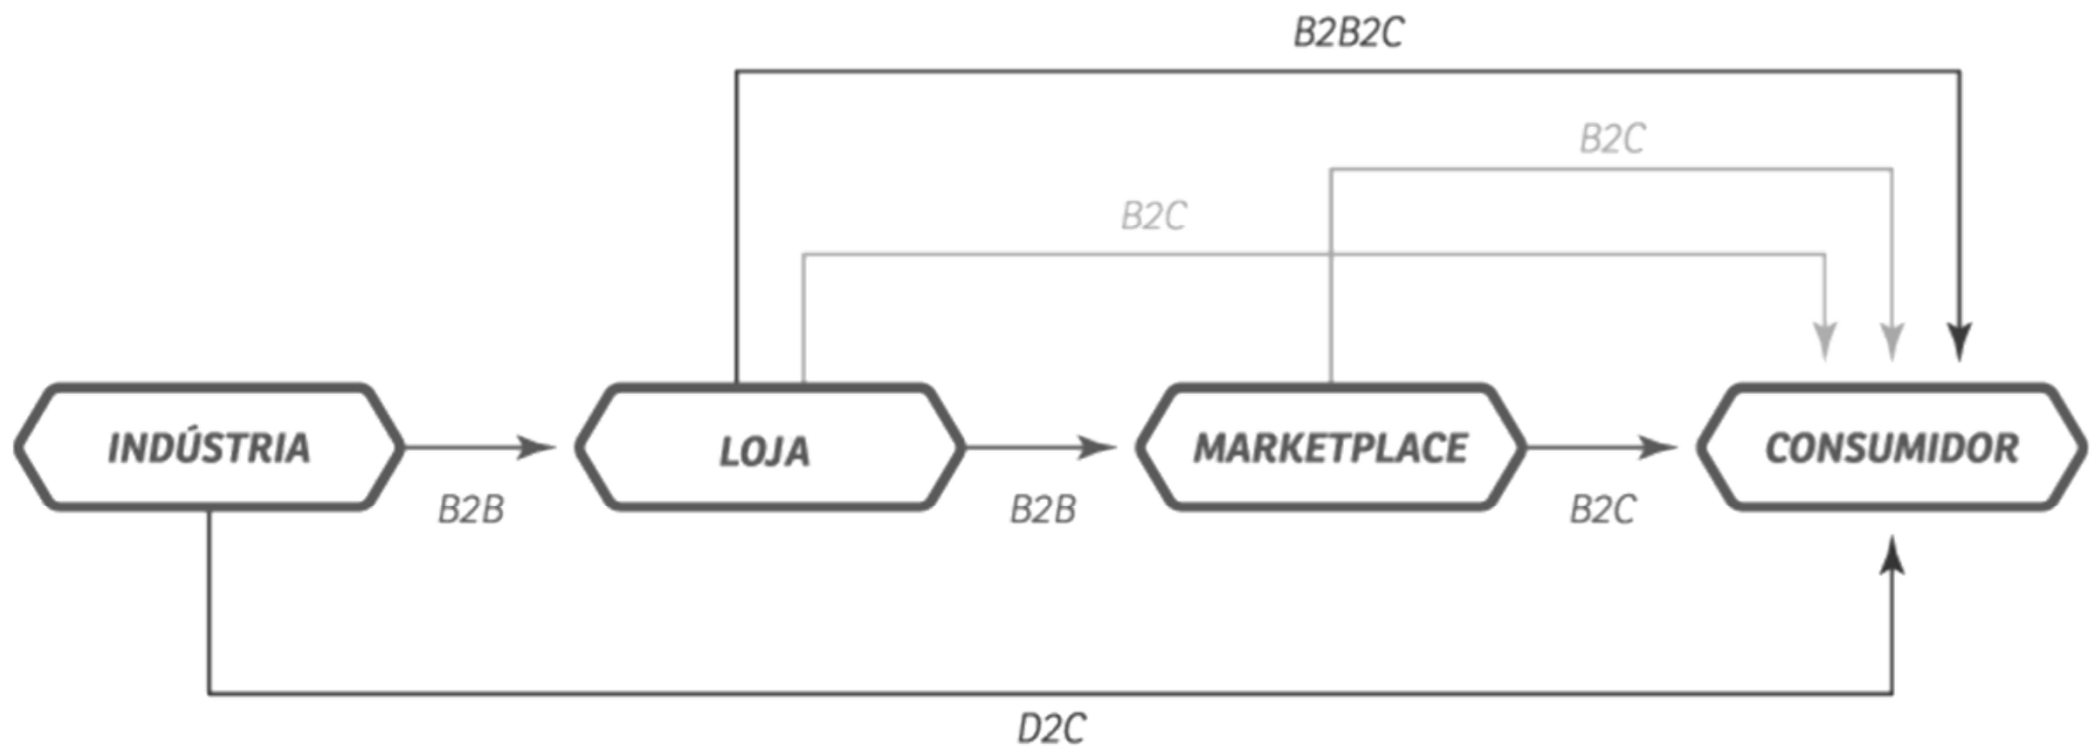 B2B2C
B2C
B2C
INDÚSTRIA
LOJA
MARKETPLACE
CONSUMIDOR
B2B
B2B
B2C
D2C